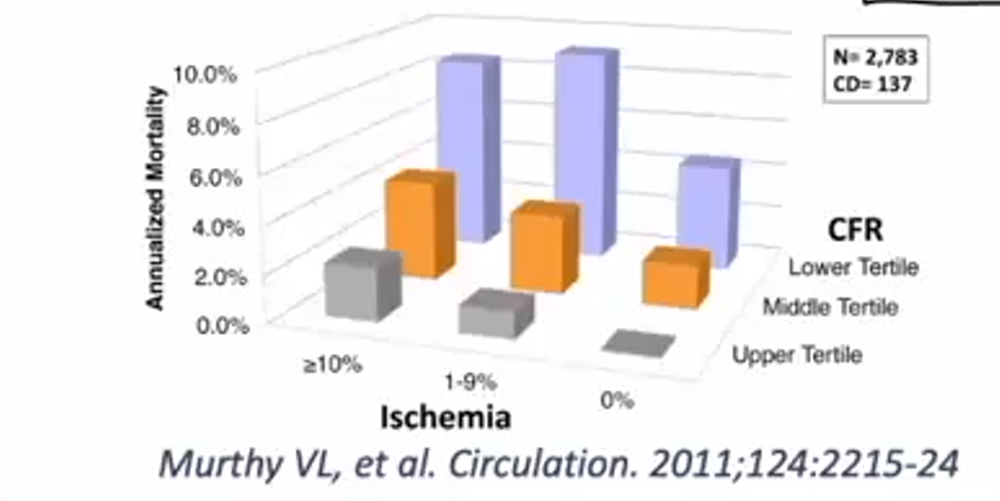 N= 2,783
CD= 137
Annualized Mortality
10.0%
8.0%
6.0%
4.0%
2.0%
0.0%
CFR
Lower Tertile
Middle Tertile
Upper Tertile
≥10%
1-9%
0%
Ischemia
Murthy VL, et al. Circulation. 2011;124:2215-24